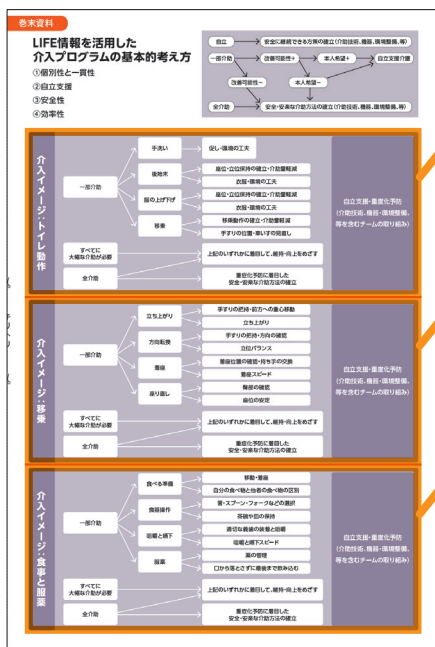 巻末資料
LIFE情報を活用した
介入プログラムの基本的考え方
①個別性と一貫性
②自立支援
③安全性
④効率性
自立
安全に継続できる方策の確立(介助技術、機器、環境整備、等)
一部介助
改善可能性+
本人希望+
自立支援介護
改善可能性−
本人希望−
全介助
安全・安楽な介助方法の確立(介助技術、機器、環境整備、等)
介入イメージ:トイレ動作
一部介助
手洗い
促し・環境の工夫
後始末
座位・立位保持の確立・介助量軽減
衣服・環境の工夫
服の上げ下げ
座位・立位保持の確立・介助量軽減
衣服・環境の工夫
移乗
移乗動作の確立・介助量軽減
手すりの位置・車いすの見直し
すべてに
大幅な介助が必要
上記のいずれかに着目して、維持・向上をめざす
全介助
重症化予防に着目した
安全・安楽な介助方法の確立
自立支援・重度化予防
(介助技術、機器・環境整備、
等を含むチームの取り組み)
介入イメージ:移乗
一部介助
立ち上がり
手すりの把持・前方への重心移動
立ち上がり
方向転換
手すりの把持・方向の確認
立位バランス
着座
着座位置の確認・持ち手の交換
着座スピード
座り直し
臀部の確認
座位の安定
すべてに
大幅な介助が必要
上記のいずれかに着目して、維持・向上をめざす
全介助
重症化予防に着目した
安全・安楽な介助方法の確立
自立支援・重度化予防
(介助技術、機器・環境整備、
等を含むチームの取り組み)
介入イメージ:食事と服薬
一部介助
食べる準備
移動・着座
自分の食べ物と他者の食べ物の区別
食器操作
箸・スプーン・フォークなどの選択
茶碗や皿の保持
咀嚼と嚥下
適切な義歯の装着と咀嚼
咀嚼と嚥下スピード
服薬
薬の管理
口から落とさずに最後まで飲み込む
すべてに
大幅な介助が必要
上記のいずれかに着目して、維持・向上をめざす
全介助
重症化予防に着目した
安全・安楽な介助方法の確立
自立支援・重度化予防
(介助技術、機器・環境整備、
等を含むチームの取り組み)